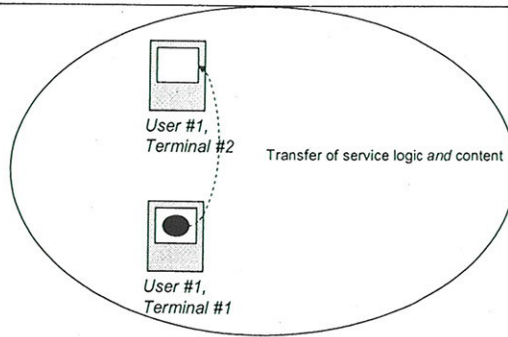 User #1,
Terminal #2
Transfer of service logic and content
User #1,
Terminal #1